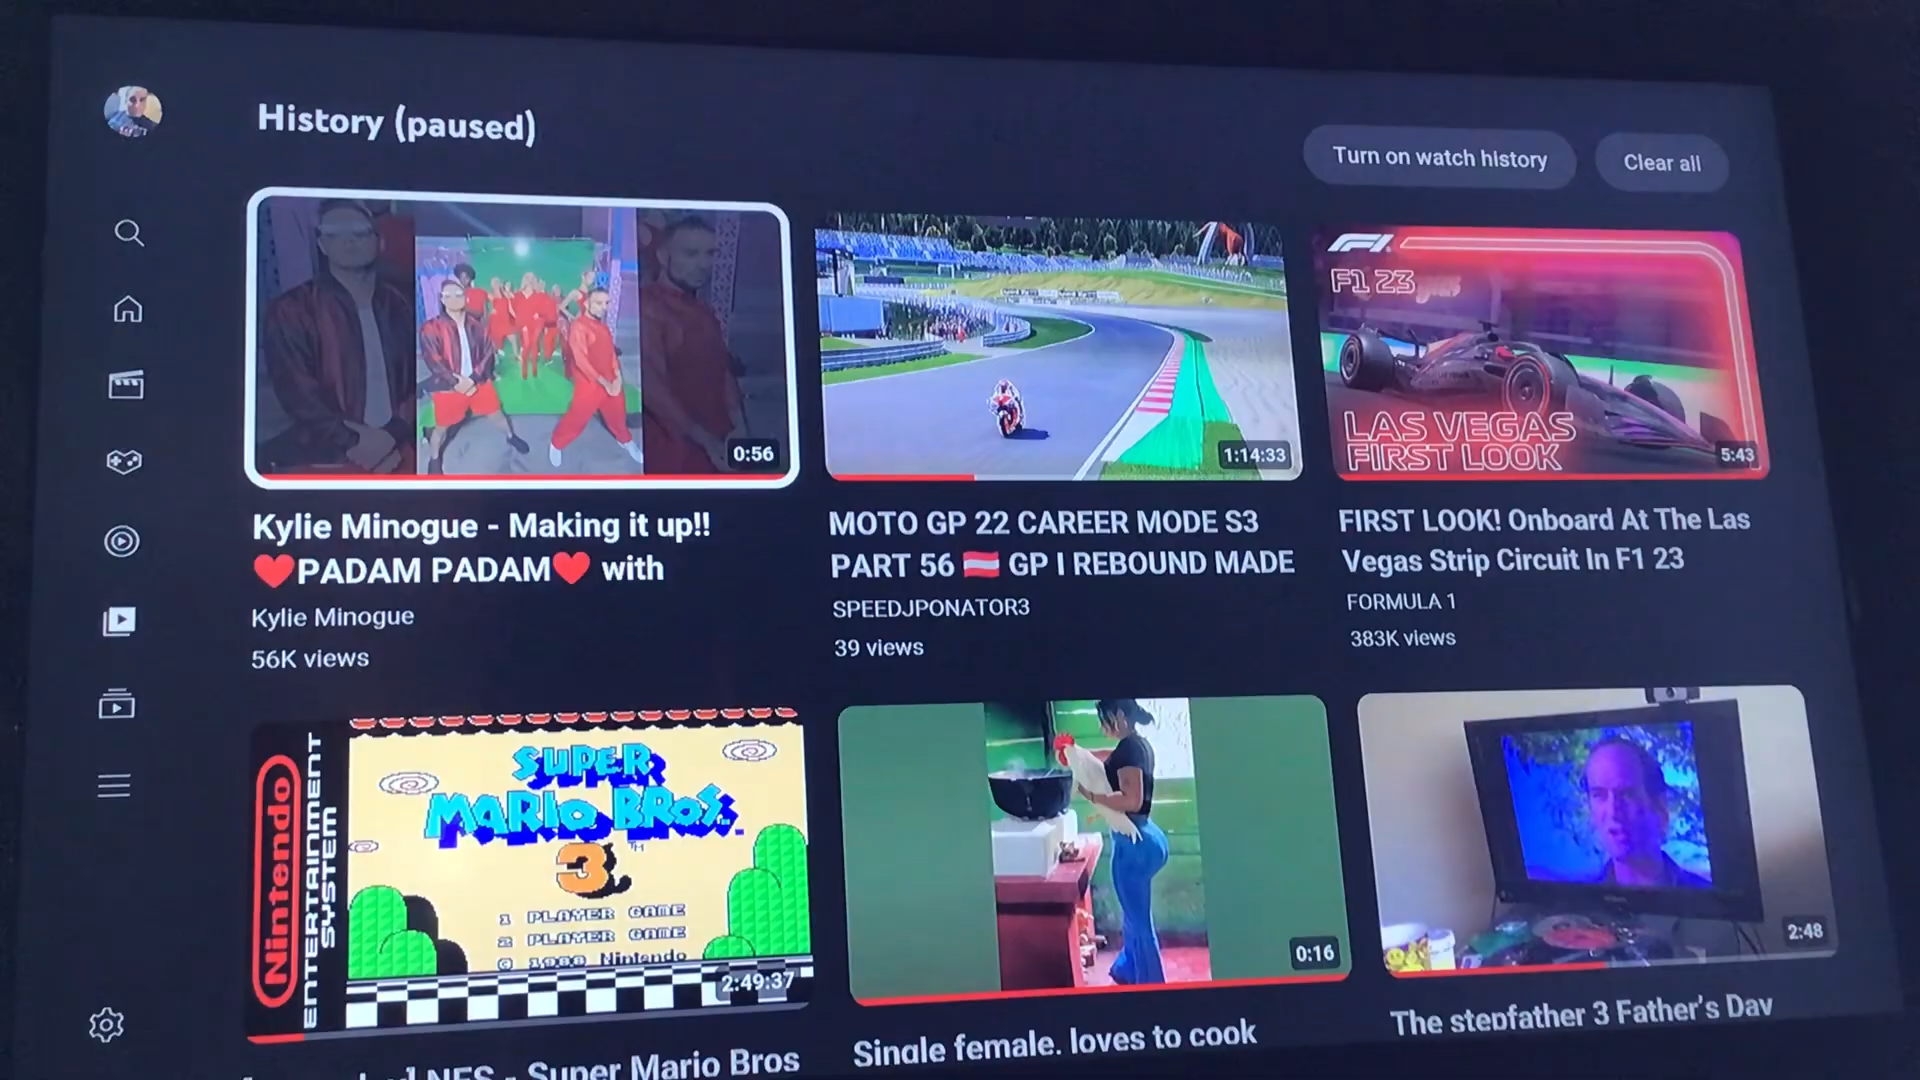 History (paused)
Turn on watch history
Clear all
0:56
1:14:33
F1
F1 23
LAS VEGAS
FIRST LOOK
5:43
Kylie Minogue - Making it up!!
❤️PADAM PADAM❤️ with
Kylie Minogue
56K views
MOTO GP 22 CAREER MODE S3
PART 56 🇦🇹 GP I REBOUND MADE
SPEEDJPONATOR3
39 views
FIRST LOOK! Onboard At The Las
Vegas Strip Circuit In F1 23
FORMULA 1
383K views
Nintendo
ENTERTAINMENT
SYSTEM
SUPER
MARIO BROS.
3
TM
1 PLAYER GAME
2 PLAYER GAME
© 1988 Nintendo
2:49:37
0:16
2:48
NES - Super Mario Bros
Single female. loves to cook
The stepfather 3 Father's Day